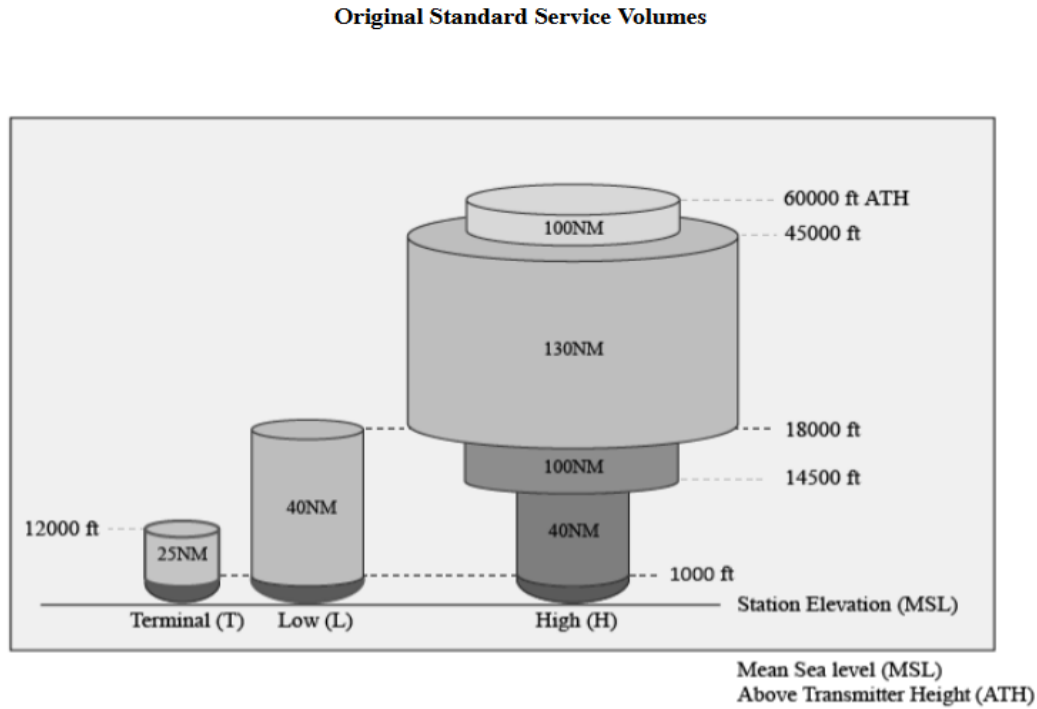 Original Standard Service Volumes
60000 ft ATH
100NM
45000 ft
130NM
18000 ft
100NM
14500 ft
40NM
12000 ft
40NM
25NM
1000 ft
Station Elevation (MSL)
Terminal (T)
Low (L)
High (H)
Mean Sea level (MSL)
Above Transmitter Height (ATH)